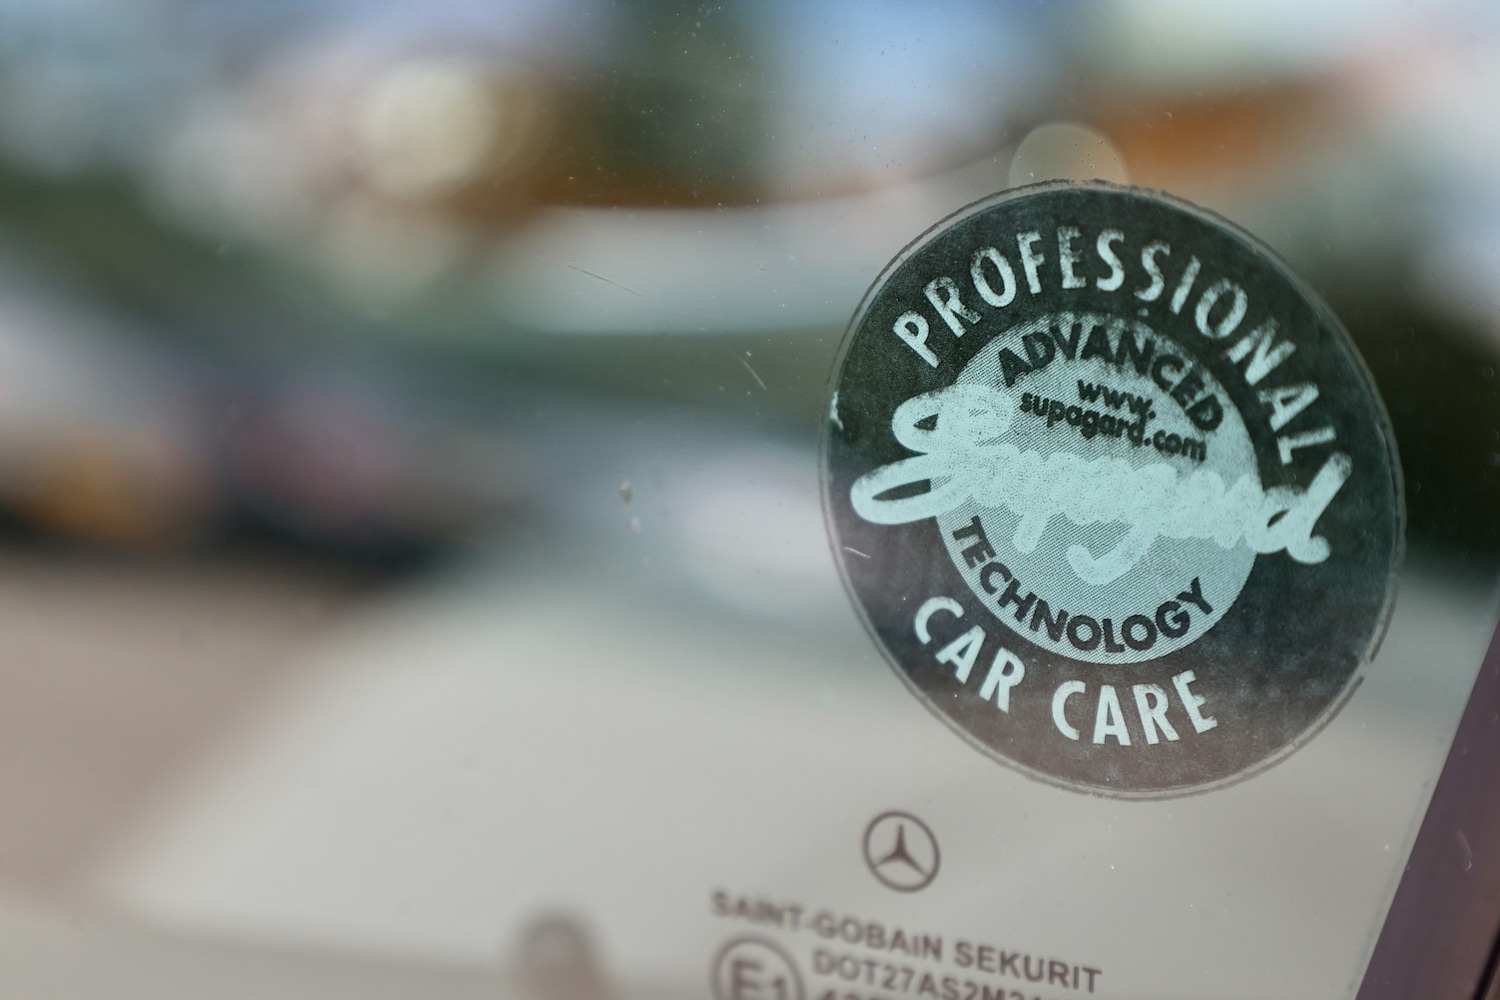 PROFESSIONAL
ADVANCED
www.
supagard.com
Supagard
TECHNOLOGY
CAR CARE
SAINT-GOBAIN SEKURIT
E1